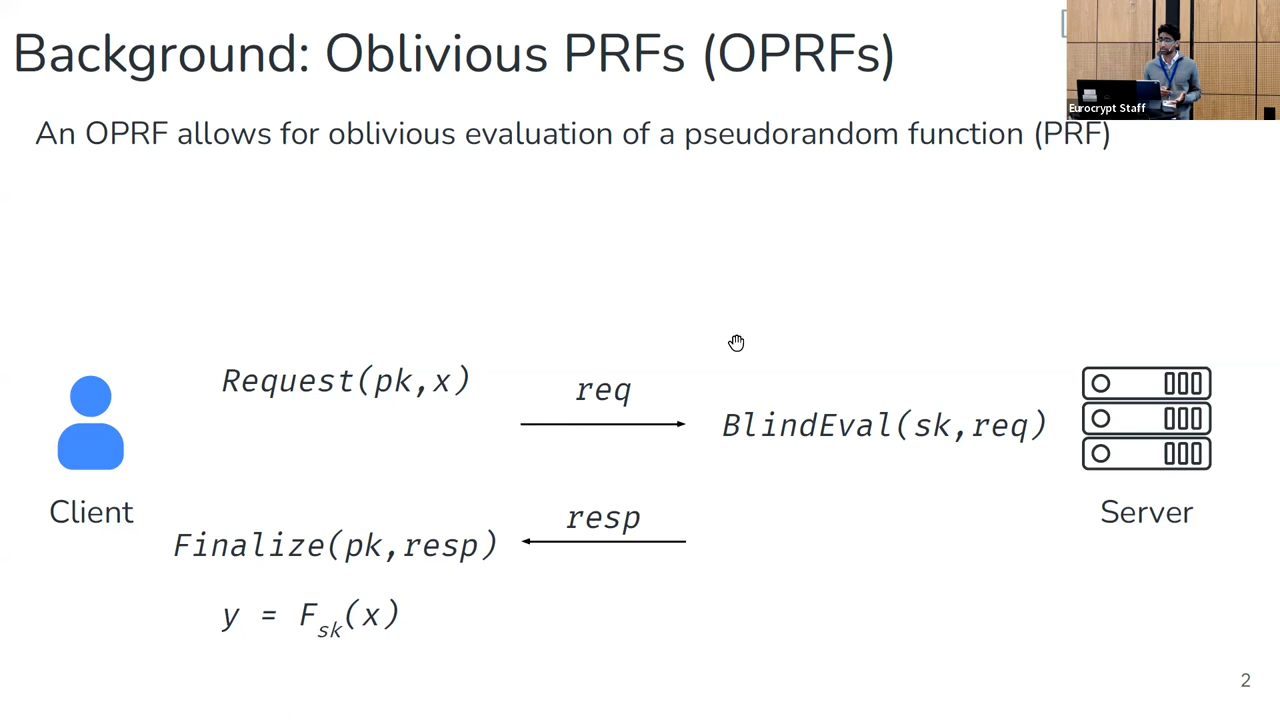 Background: Oblivious PRFs (OPRFs)
Eurocrypt Staff
An OPRF allows for oblivious evaluation of a pseudorandom function (PRF)
Request(pk,x)
req
BlindEval(sk,req)
Client
Server
resp
Finalize(pk,resp)
y = Fsk(x)
2